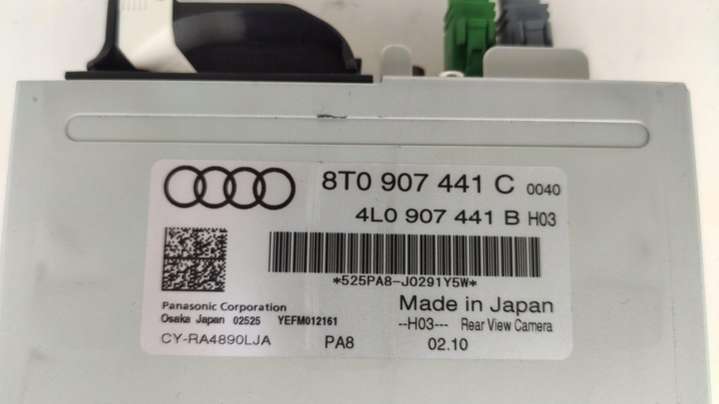 8T0 907 441 C 0040
4L0 907 441 B H03
*525PA8-J0291Y5W*
Panasonic Corporation
Made in Japan
Osaka Japan 02525 YEFM012161
--H03--- Rear View Camera
CY-RA4890LJA PA8 02.10